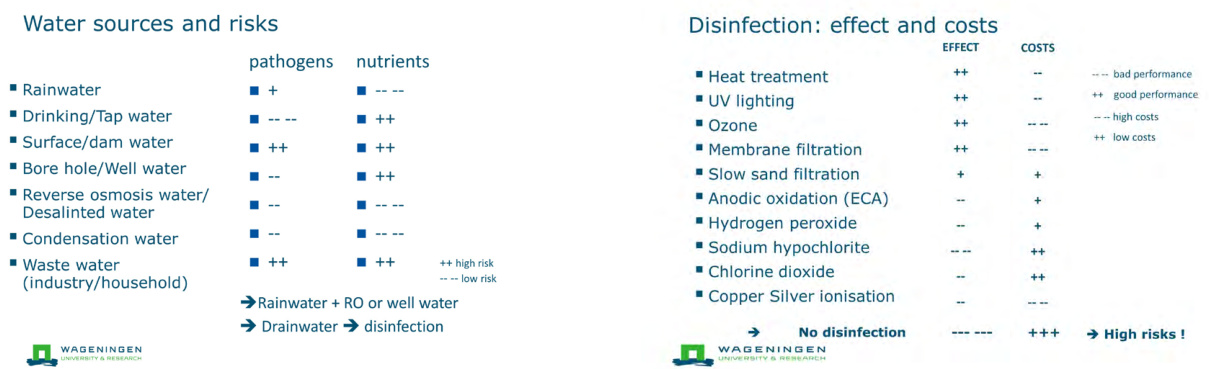 Water sources and risks
pathogens nutrients
▪ Rainwater ■ + ■ -- --
▪ Drinking/Tap water ■ -- -- ■ ++
▪ Surface/dam water ■ ++ ■ ++
▪ Bore hole/Well water ■ -- ■ ++
▪ Reverse osmosis water/
Desalinted water ■ -- ■ -- --
▪ Condensation water ■ -- ■ -- --
▪ Waste water ■ ++ ■ ++ ++ high risk
(industry/household) -- -- low risk
➔Rainwater + RO or well water
➔ Drainwater ➔ disinfection
WAGENINGEN
UNIVERSITY & RESEARCH
Disinfection: effect and costs
EFFECT COSTS
▪ Heat treatment ++ -- -- -- bad performance
▪ UV lighting ++ -- ++ good performance
▪ Ozone ++ -- -- -- -- high costs
▪ Membrane filtration ++ -- -- ++ low costs
▪ Slow sand filtration + +
▪ Anodic oxidation (ECA) -- +
▪ Hydrogen peroxide -- +
▪ Sodium hypochlorite -- -- ++
▪ Chlorine dioxide -- ++
▪ Copper Silver ionisation -- -- --
➔ No disinfection --- --- +++ ➔ High risks !
WAGENINGEN
UNIVERSITY & RESEARCH